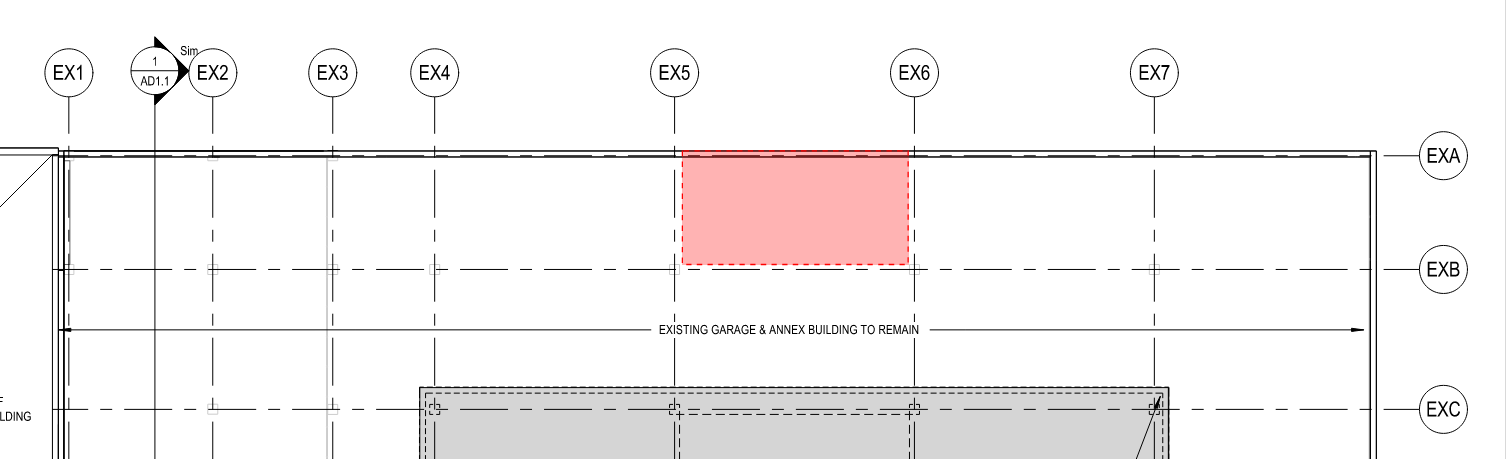 Sim
EX1
1
AD1.1
EX2
EX3
EX4
EX5
EX6
EX7
EXA
EXB
EXISTING GARAGE & ANNEX BUILDING TO REMAIN
EXC
LDING